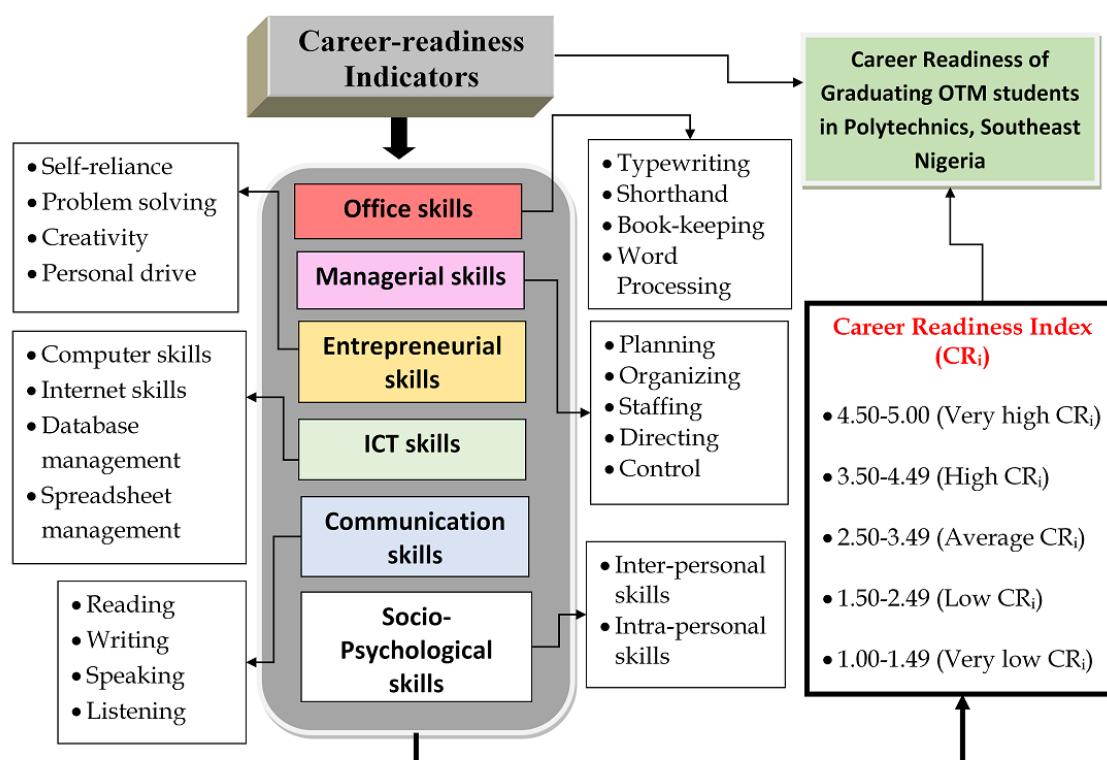 Career-readiness
Indicators
Career Readiness of
Graduating OTM students
in Polytechnics, Southeast
Nigeria
• Self-reliance
• Problem solving
• Creativity
• Personal drive
Office skills
• Typewriting
• Shorthand
• Book-keeping
• Word
Processing
Managerial skills
Entrepreneurial
skills
• Computer skills
• Internet skills
• Database
management
• Spreadsheet
management
• Planning
• Organizing
• Staffing
• Directing
• Control
ICT skills
Communication
skills
• Reading
• Writing
• Speaking
• Listening
Socio-
Psychological
skills
• Inter-personal
skills
• Intra-personal
skills
Career Readiness Index
(CRi)
• 4.50-5.00 (Very high CRi)
• 3.50-4.49 (High CRi)
• 2.50-3.49 (Average CRi)
• 1.50-2.49 (Low CRi)
• 1.00-1.49 (Very low CRi)